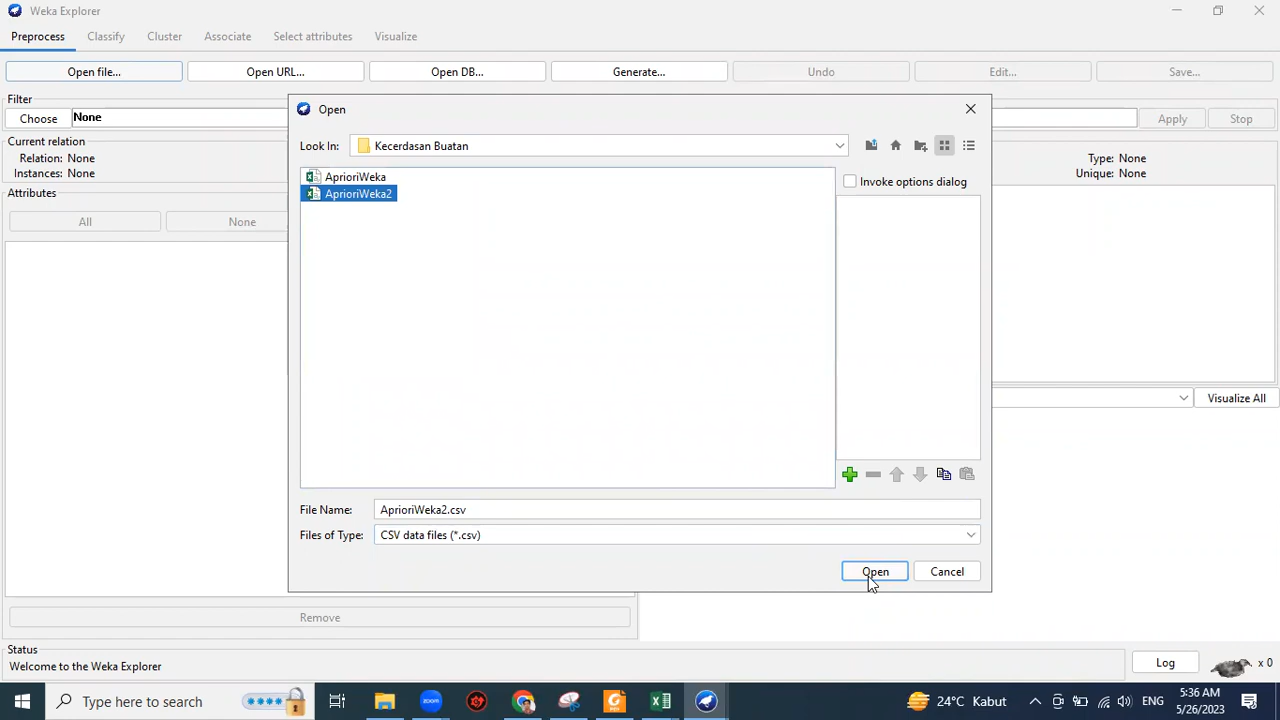 Weka Explorer
Preprocess Classify Cluster Associate Select attributes Visualize
Open file... Open URL... Open DB... Generate... Undo Edit... Save...
Filter
Choose None Apply Stop
Current relation
Relation: None Type: None
Instances: None Unique: None
Attributes
All None
Open
Look In: Kecerdasan Buatan
AprioriWeka
AprioriWeka2
Invoke options dialog
File Name: AprioriWeka2.csv
Files of Type: CSV data files (*.csv)
Open Cancel
Visualize All
Remove
Status
Welcome to the Weka Explorer
Log x 0
Type here to search
zoom
24°C Kabut
ENG
5:36 AM
5/26/2023